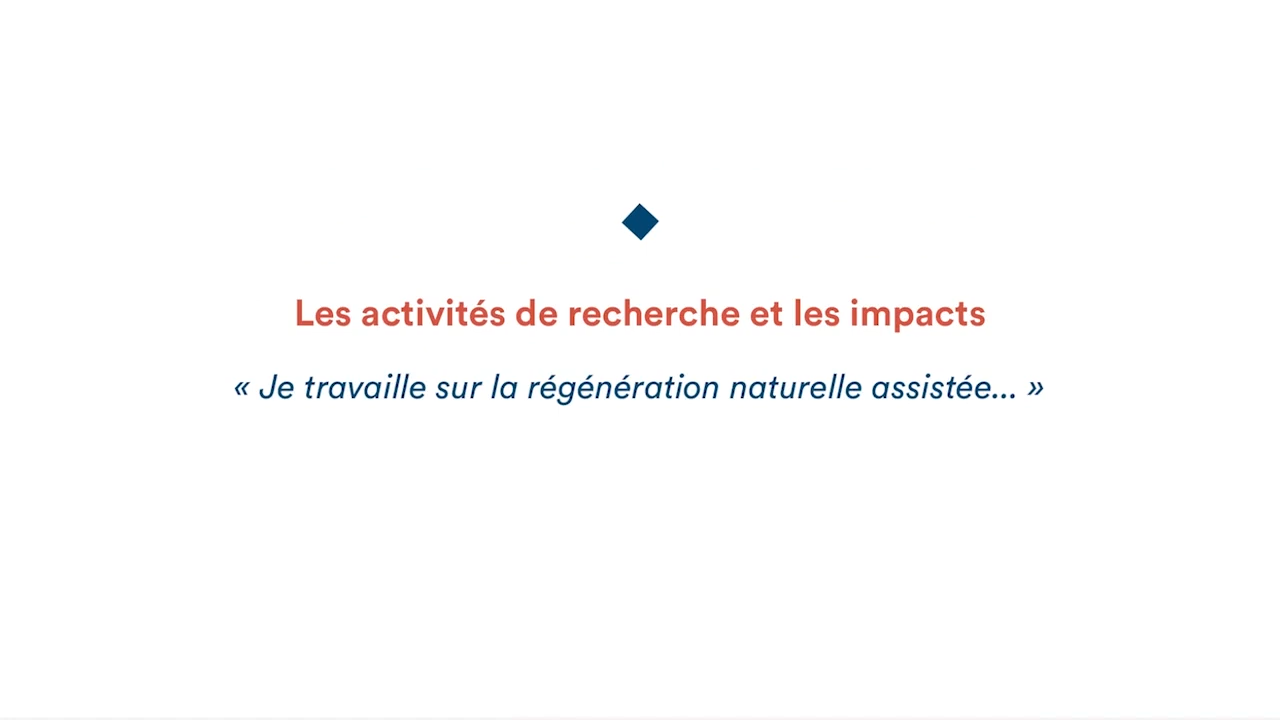 Les activités de recherche et les impacts
« Je travaille sur la régénération naturelle assistée... »